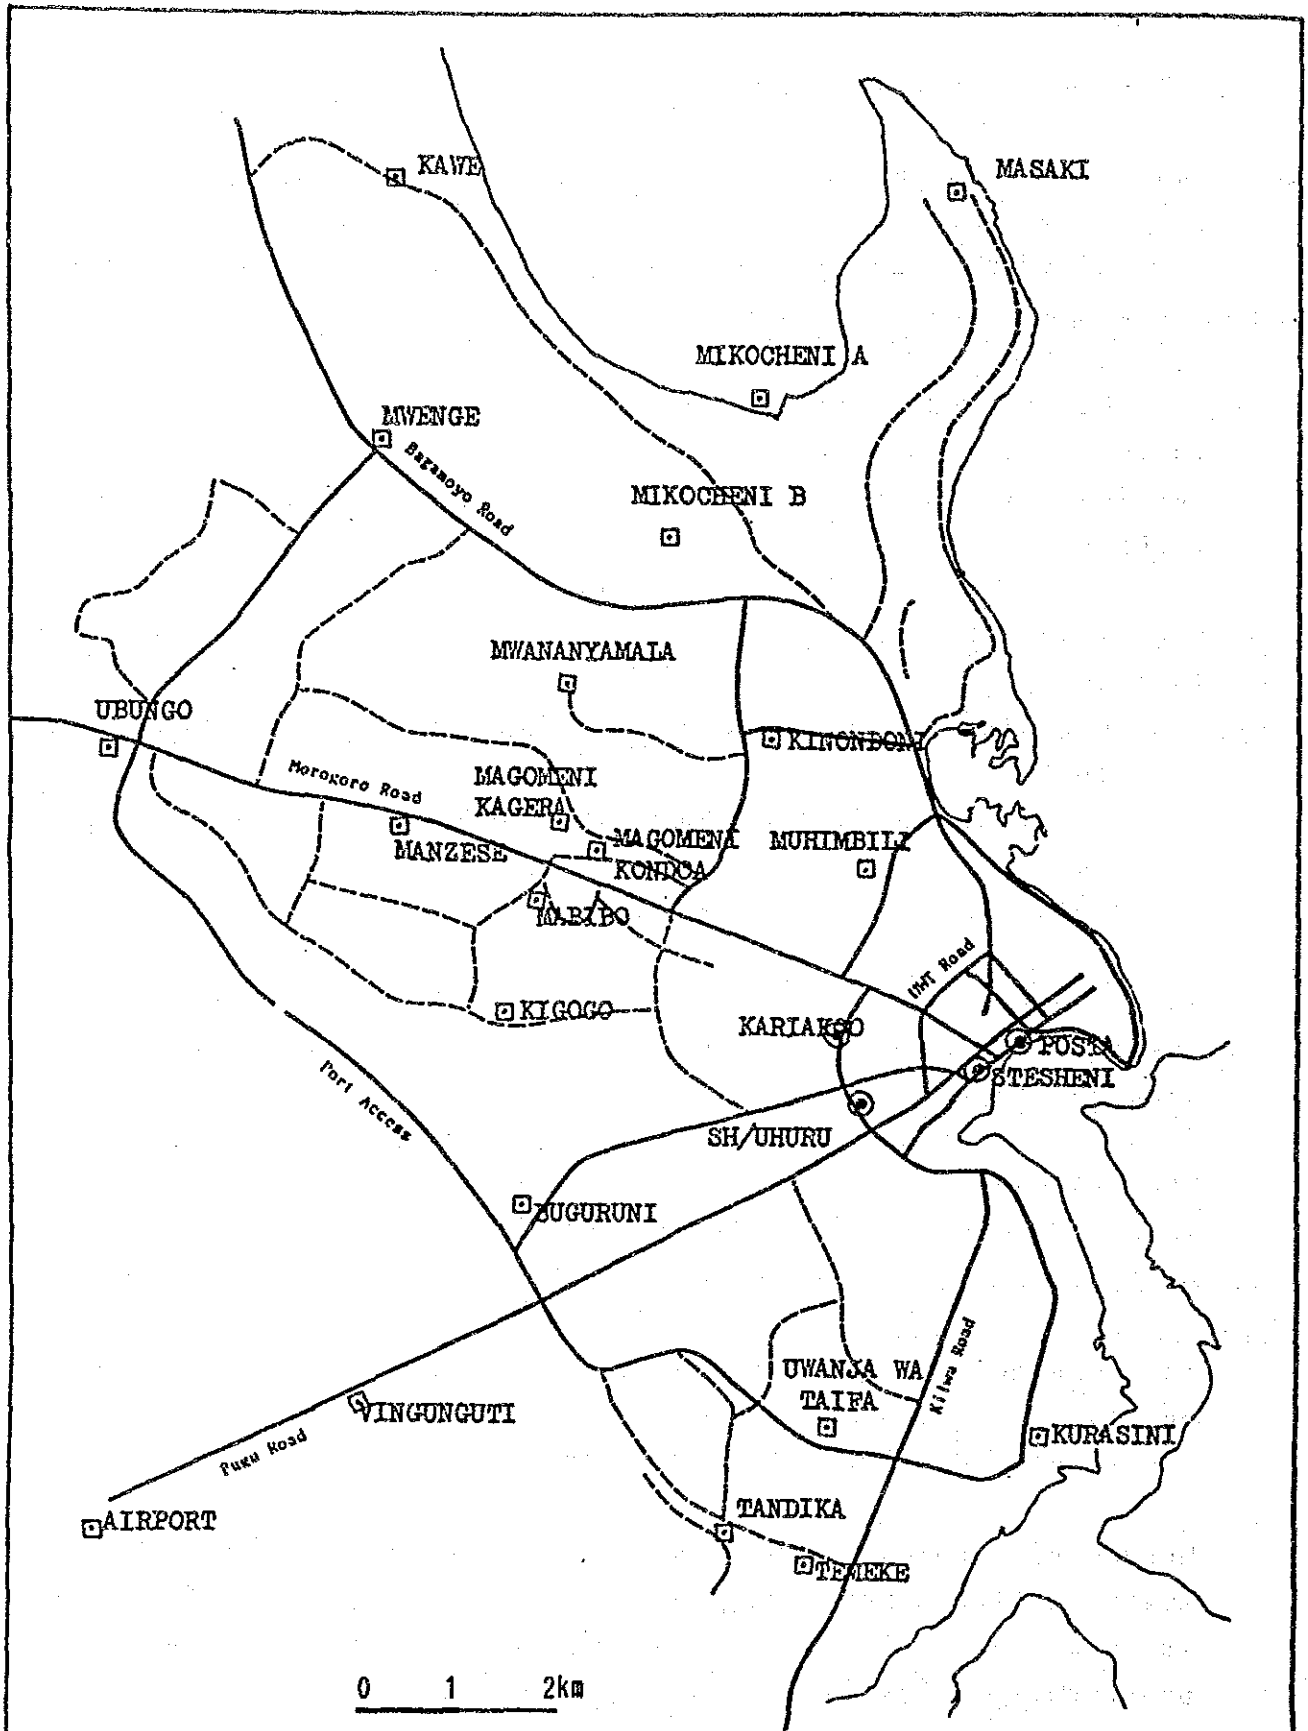 KAWE
MASAKI
MIKOCHENI A
MWENGE
Bagamoyo Road
MIKOCHENI B
MWANANYAMALA
UBUNGO
KINONDONI
Morogoro Road
MAGOMENI
KAGERA
MANZESE
MAGOMENI
KONDOA
MUHIMBILI
MABIBO
UWT Road
KIGOGO
KARIAKOO
POSTA
STESHENI
Port Access
SH/UHURU
BUGURUNI
UWANJA WA
TAIFA
Kilwa Road
VINGUNGUTI
KURASINI
Pugu Road
AIRPORT
TANDIKA
TEMEKE
0 1 2km